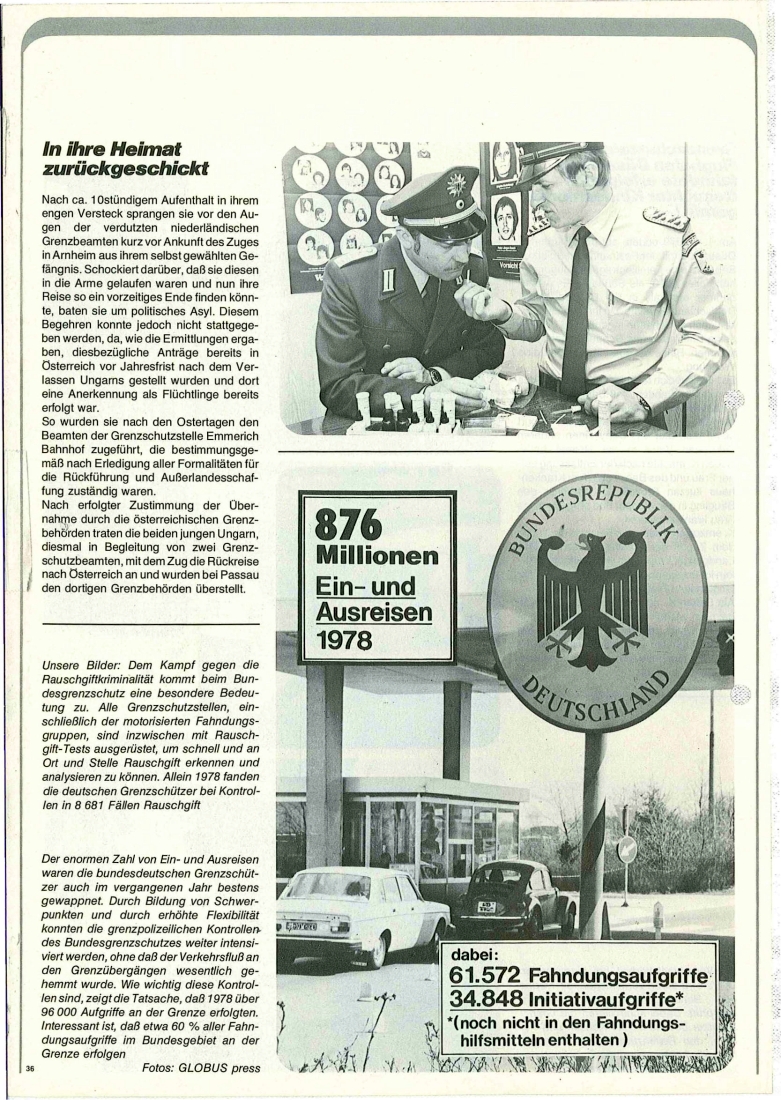 In ihre Heimat
zurückgeschickt
Nach ca. 10stündigem Aufenthalt in ihrem
engen Versteck sprangen sie vor den Au-
gen der verdutzten niederländischen
Grenzbeamten kurz vor Ankunft des Zuges
in Arnheim aus ihrem selbst gewählten Ge-
fängnis. Schockiert darüber, daß sie diesen
in die Arme gelaufen waren und nun ihre
Reise so ein vorzeitiges Ende finden könn-
te, baten sie um politisches Asyl. Diesem
Begehren konnte jedoch nicht stattgege-
ben werden, da, wie die Ermittlungen erga-
ben, diesbezügliche Anträge bereits in
Österreich vor Jahresfrist nach dem Ver-
lassen Ungarns gestellt wurden und dort
eine Anerkennung als Flüchtlinge bereits
erfolgt war.
So wurden sie nach den Ostertagen den
Beamten der Grenzschutzstelle Emmerich
Bahnhof zugeführt, die bestimmungsge-
mäß nach Erledigung aller Formalitäten für
die Rückführung und Außerlandesschaf-
fung zuständig waren.
Nach erfolgter Zustimmung der Über-
nahme durch die österreichischen Grenz-
behörden traten die beiden jungen Ungarn,
diesmal in Begleitung von zwei Grenz-
schutzbeamten, mit dem Zug die Rückreise
nach Österreich an und wurden bei Passau
den dortigen Grenzbehörden überstellt.
Unsere Bilder: Dem Kampf gegen die
Rauschgiftkriminalität kommt beim Bun-
desgrenzschutz eine besondere Bedeu-
tung zu. Alle Grenzschutzstellen, ein-
schließlich der motorisierten Fahndungs-
gruppen, sind inzwischen mit Rausch-
gift-Tests ausgerüstet, um schnell und an
Ort und Stelle Rauschgift erkennen und
analysieren zu können. Allein 1978 fanden
die deutschen Grenzschützer bei Kontrol-
len in 8 681 Fällen Rauschgift
Der enormen Zahl von Ein- und Ausreisen
waren die bundesdeutschen Grenzschüt-
zer auch im vergangenen Jahr bestens
gewappnet. Durch Bildung von Schwer-
punkten und durch erhöhte Flexibilität
konnten die grenzpolizeilichen Kontrollen
des Bundesgrenzschutzes weiter intensi-
viert werden, ohne daß der Verkehrsfluß an
den Grenzübergängen wesentlich ge-
hemmt wurde. Wie wichtig diese Kontrol-
len sind, zeigt die Tatsache, daß 1978 über
96 000 Aufgriffe an der Grenze erfolgten.
Interessant ist, daß etwa 60 % aller Fahn-
dungsaufgriffe im Bundesgebiet an der
Grenze erfolgen
Fotos: GLOBUS press
36
Vorsicht
876
Millionen
Ein- und
Ausreisen
1978
BUNDESREPUBLIK
DEUTSCHLAND
dabei:
61.572 Fahndungsaufgriffe
34.848 Initiativaufgriffe*
*(noch nicht in den Fahndungs-
hilfsmitteln enthalten)